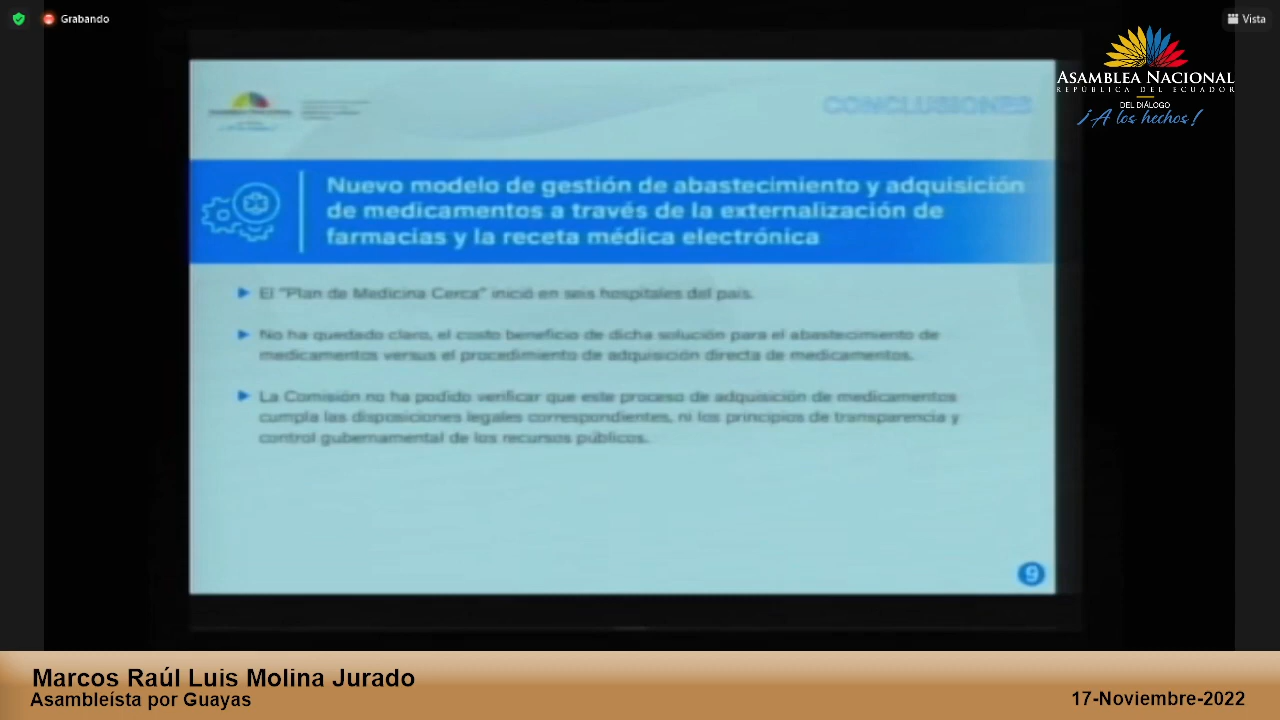 Grabando
Vista
ASAMBLEA NACIONAL
REPÚBLICA DEL ECUADOR
DEL DIÁLOGO
¡A los hechos!
CONCLUSIONES
Nuevo modelo de gestión de abastecimiento y adquisición
de medicamentos a través de la externalización de
farmacias y la receta médica electrónica
El "Plan de Medicina Cerca" inició en seis hospitales del país.
No ha quedado claro, el costo beneficio de dicha solución para el abastecimiento de
medicamentos versus el procedimiento de adquisición directa de medicamentos.
La Comisión no ha podido verificar que este proceso de adquisición de medicamentos
cumpla las disposiciones legales correspondientes, ni los principios de transparencia y
control gubernamental de los recursos públicos.
9
Marcos Raúl Luis Molina Jurado
Asambleísta por Guayas
17-Noviembre-2022